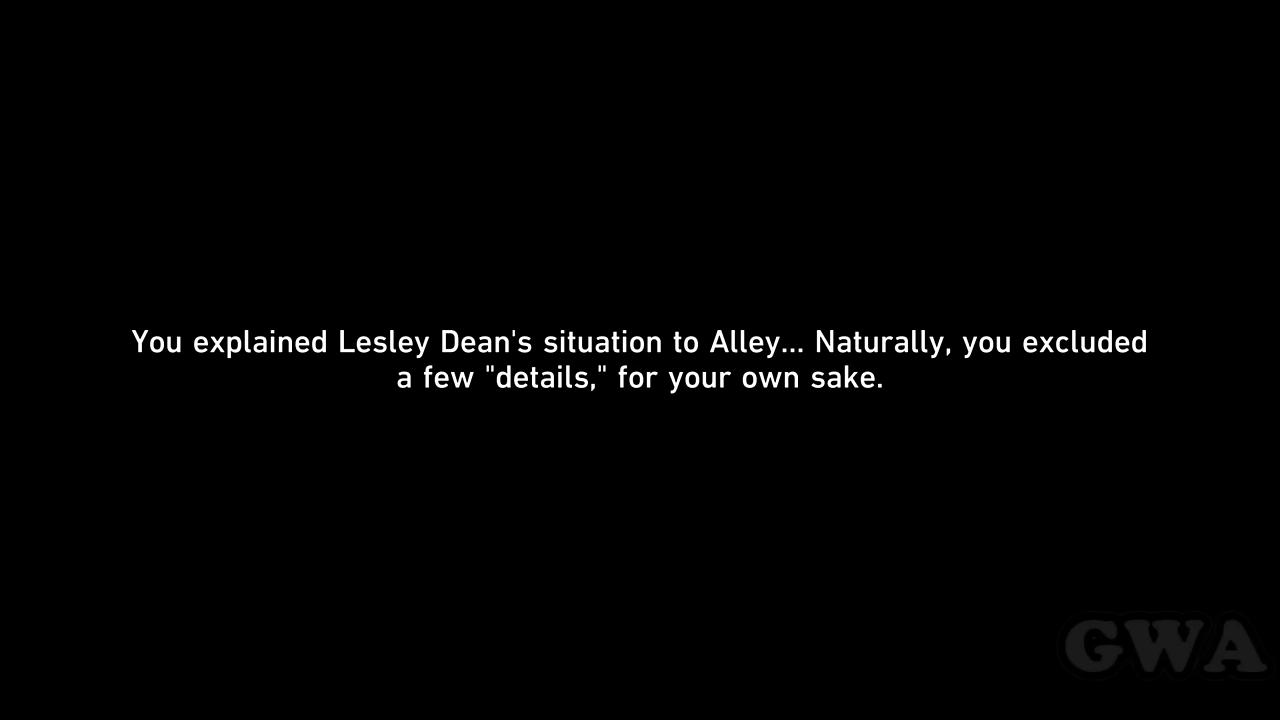 You explained Lesley Dean's situation to Alley... Naturally, you excluded
a few "details," for your own sake.
GWA